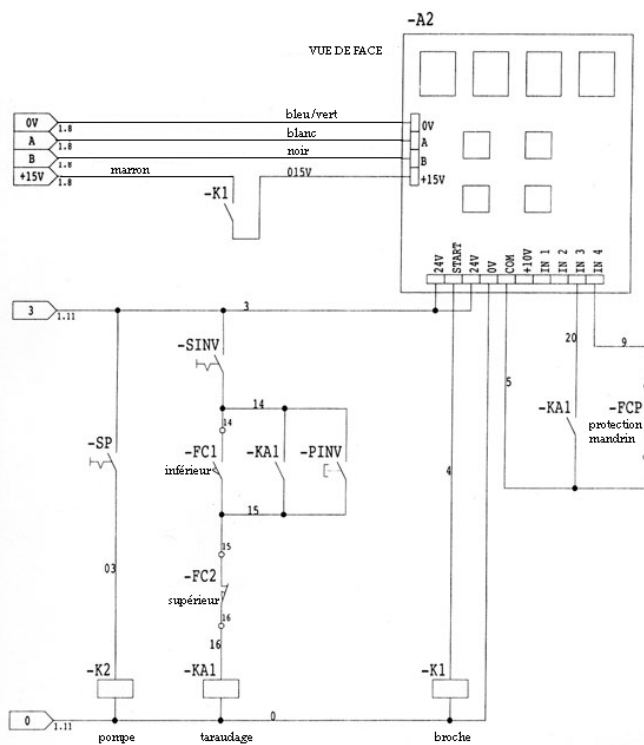 -A2
VUE DE FACE
0V
1.8
bleu/vert
0V
A
1.8
blanc
A
B
1.8
noir
B
+15V
1.8
marron
015V
+15V
-K1
24V
START
24V
0V
COM
+10V
IN 1
IN 2
IN 3
IN 4
3
1.11
3
20
9
-SINV
5
14
-KA1
-FCP
protection
mandrin
14
-SP
-FC1
inférieur
-KA1
-PINV
4
15
15
03
-FC2
supérieur
16
16
-K2
-KA1
-K1
0
1.11
0
pompe
taraudage
broche